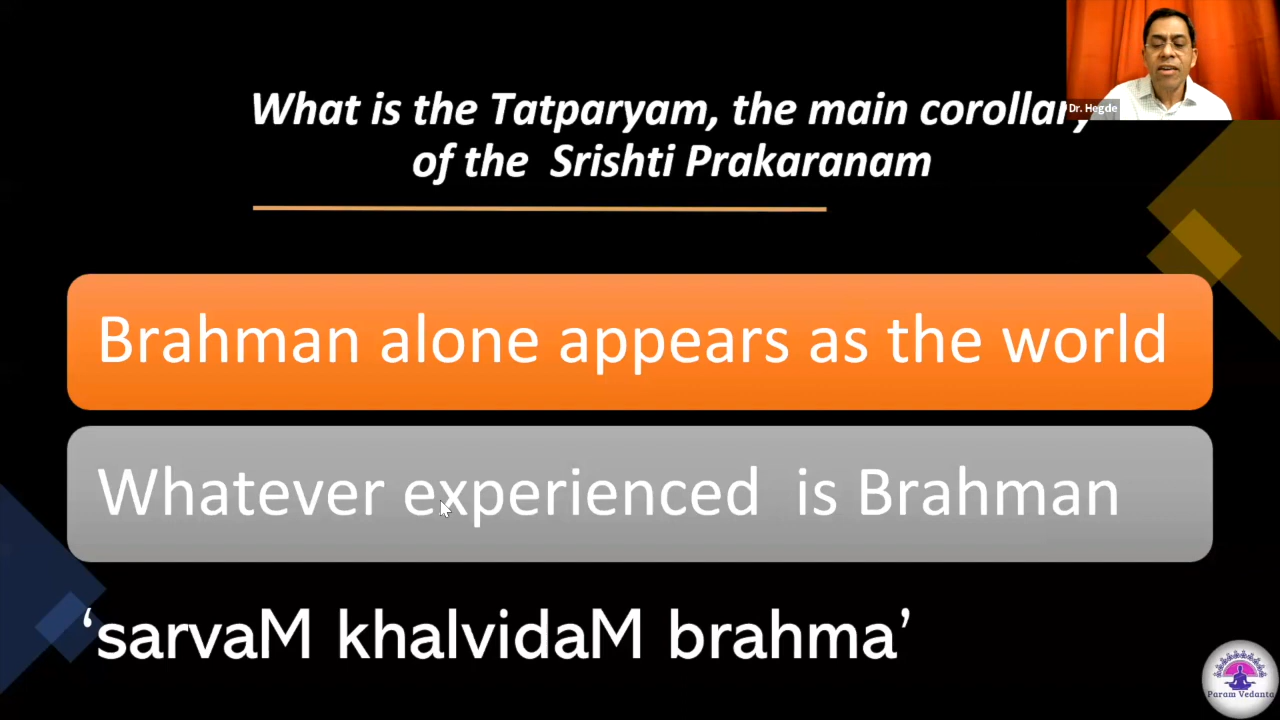 What is the Tatparyam, the main corollary
of the Srishti Prakaranam
Dr. Hegde
Brahman alone appears as the world
Whatever experienced is Brahman
‘sarvaM khalvidaM brahma’
Param Vedanta